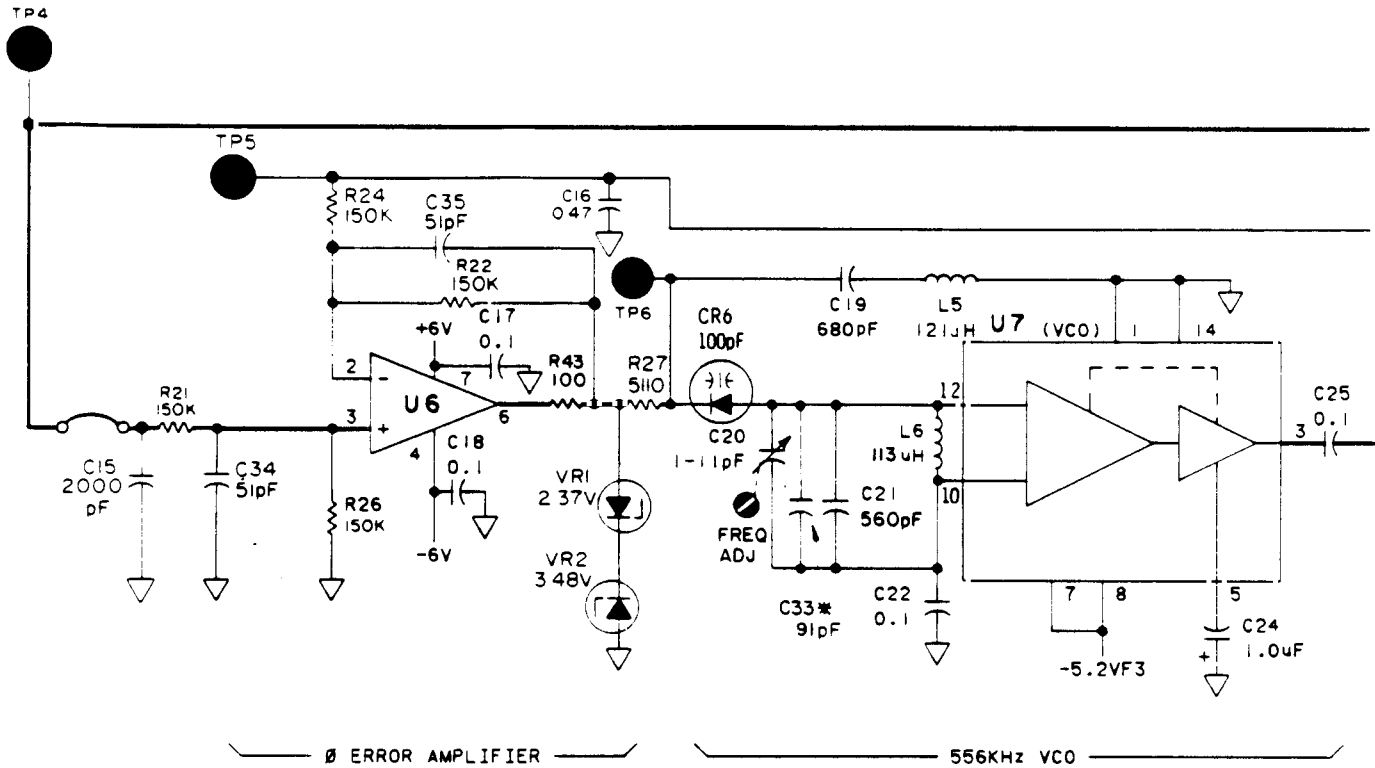 TP4
TP5
R24
150K
C35
51pF
C16
047
R22
150K
TP6
C19
680pF
L5
121uH
U7 (VCO)
1
14
+6V
C17
0.1
CR6
100pF
2
7
R43
100
R27
5110
12
C25
0.1
R21
150K
3
U6
6
3
4
C18
0.1
C20
1-11pF
L6
113uH
10
C15
2000
pF
C34
51pF
R26
150K
VR1
2.37V
C21
560pF
FREQ
ADJ
-6V
VR2
3.48V
C33*
91pF
C22
0.1
7
8
5
C24
1.0uF
+
-5.2VF3
Ø ERROR AMPLIFIER
556KHz VCO